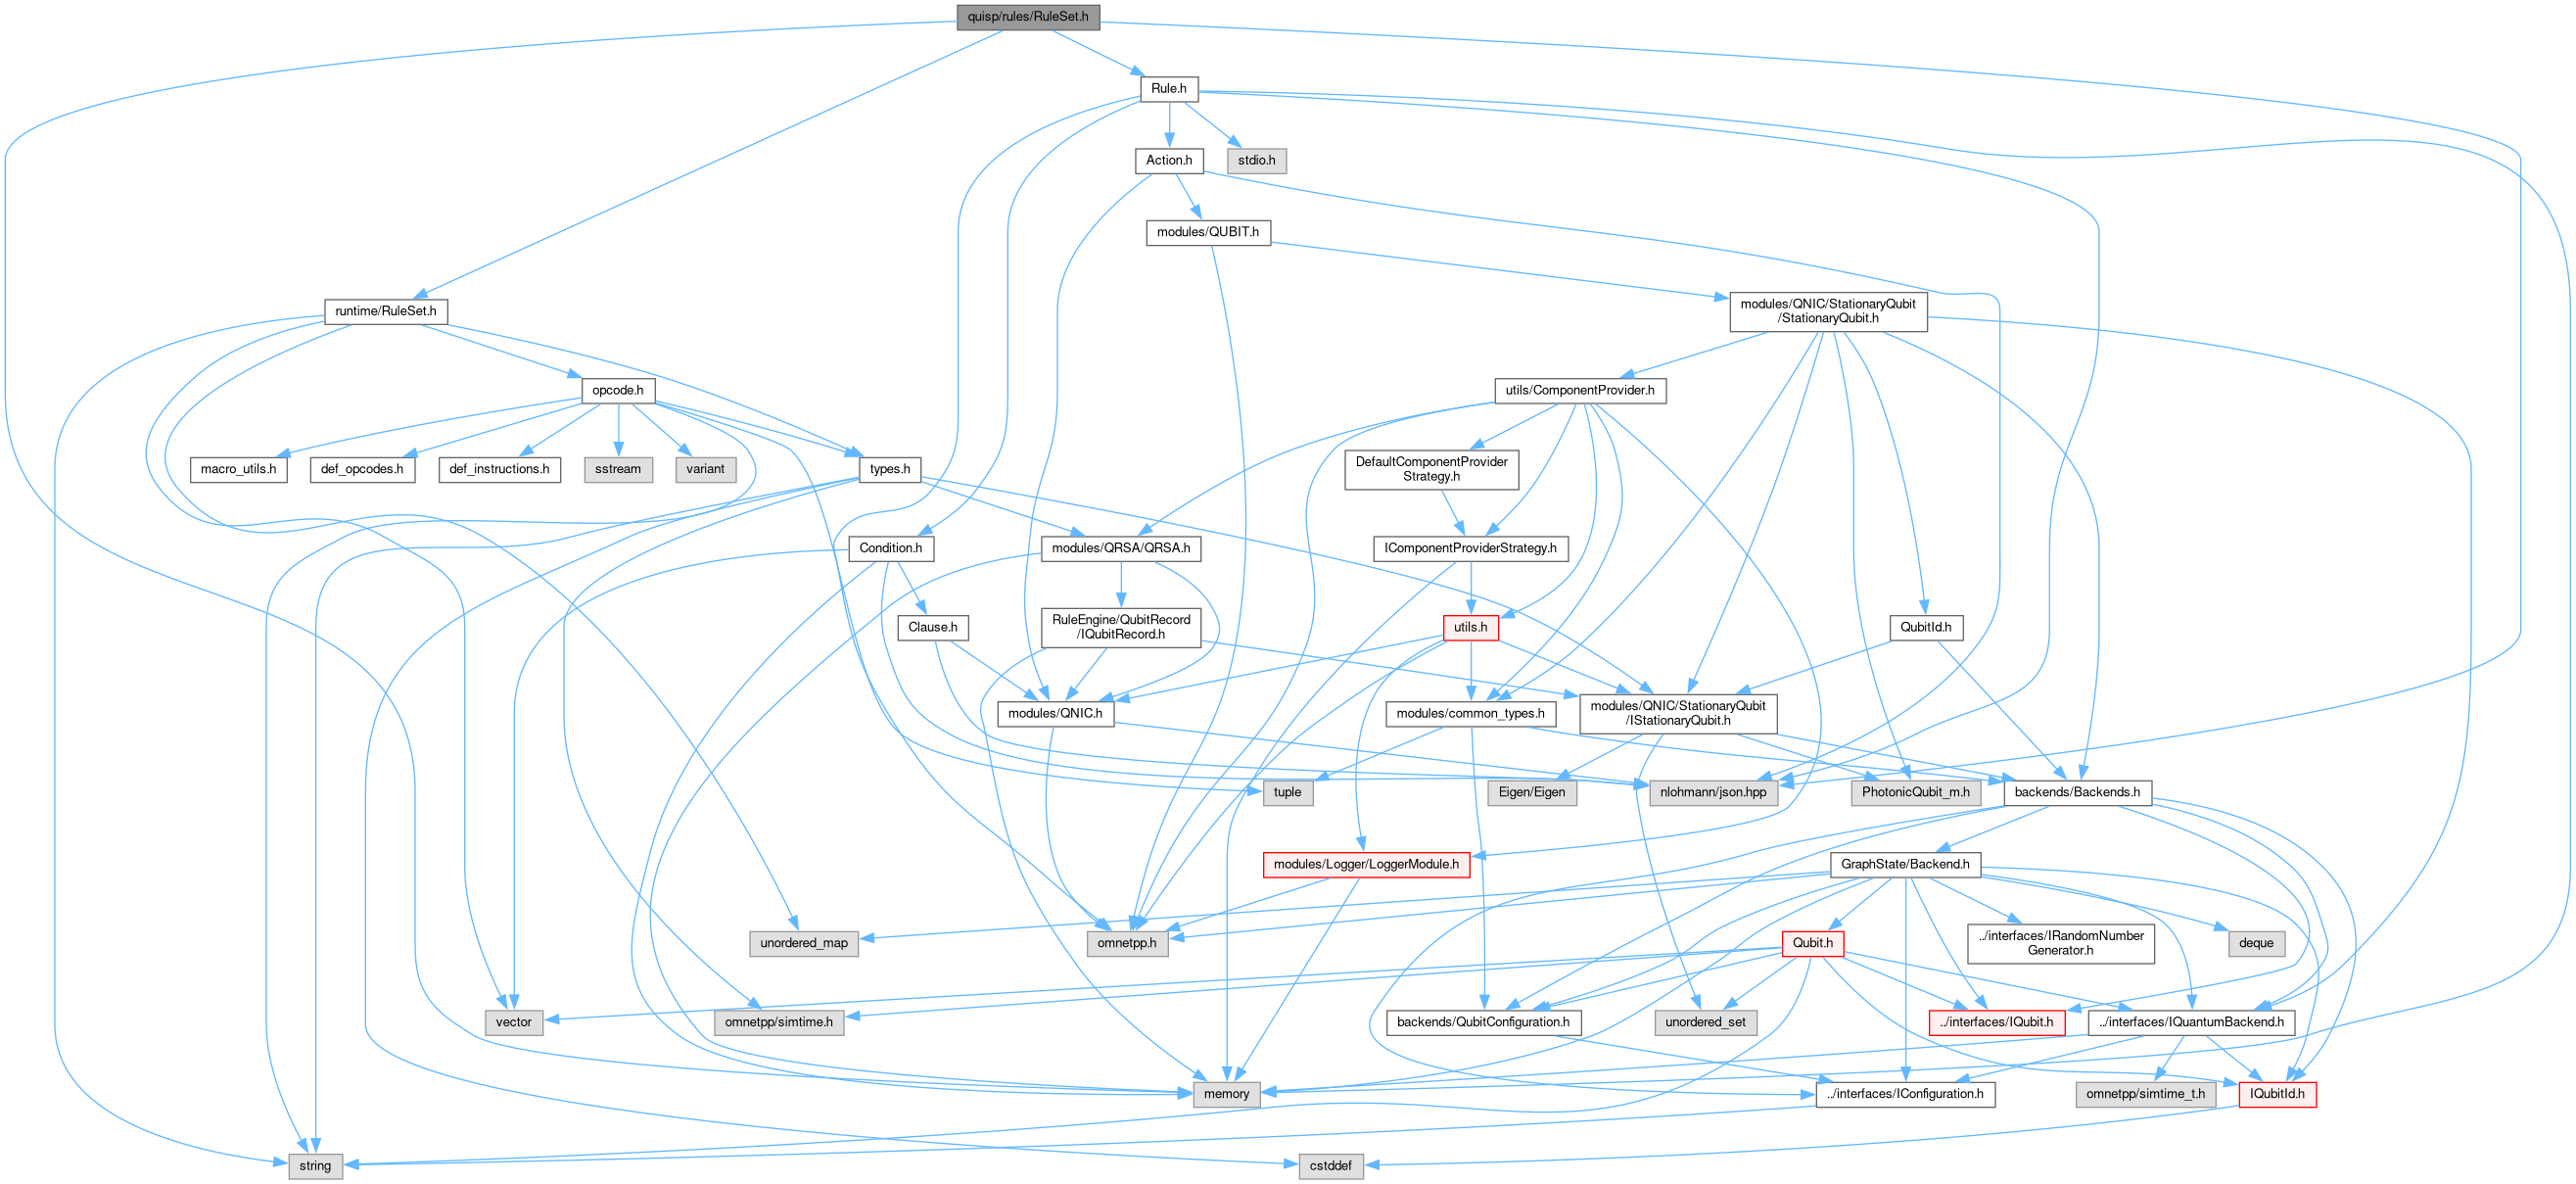 quisp/rules/RuleSet.h
Rule.h
Action.h
stdio.h
modules/QUBIT.h
runtime/RuleSet.h
modules/QNIC/StationaryQubit
/StationaryQubit.h
opcode.h
utils/ComponentProvider.h
macro_utils.h
def_opcodes.h
def_instructions.h
sstream
variant
types.h
DefaultComponentProvider
Strategy.h
Condition.h
modules/QRSA/QRSA.h
IComponentProviderStrategy.h
Clause.h
RuleEngine/QubitRecord
/IQubitRecord.h
utils.h
QubitId.h
modules/QNIC.h
modules/common_types.h
modules/QNIC/StationaryQubit
/IStationaryQubit.h
tuple
Eigen/Eigen
nlohmann/json.hpp
PhotonicQubit_m.h
backends/Backends.h
modules/Logger/LoggerModule.h
GraphState/Backend.h
unordered_map
omnetpp.h
Qubit.h
../interfaces/IRandomNumber
Generator.h
deque
vector
omnetpp/simtime.h
backends/QubitConfiguration.h
unordered_set
../interfaces/IQubit.h
../interfaces/IQuantumBackend.h
memory
../interfaces/IConfiguration.h
omnetpp/simtime_t.h
IQubitId.h
string
cstddef